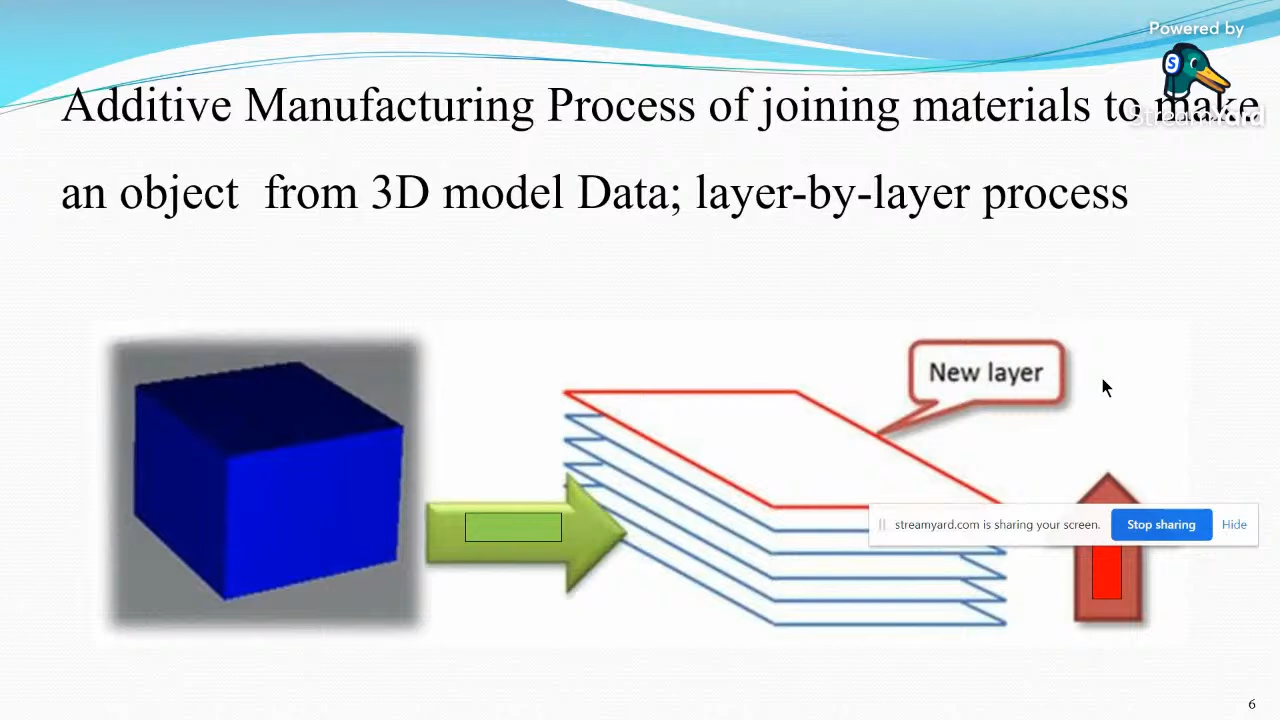 Powered by
StreamYard
Additive Manufacturing Process of joining materials to make
an object from 3D model Data; layer-by-layer process
New layer
streamyard.com is sharing your screen.
Stop sharing
Hide
6